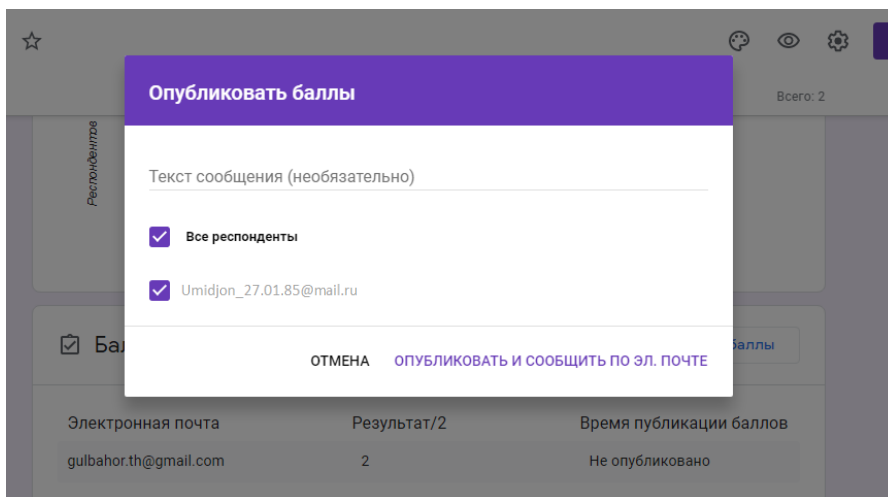 Всего: 2
Опубликовать баллы
Респондентов
Текст сообщения (необязательно)
Все респонденты
Umidjon_27.01.85@mail.ru
ОТМЕНА ОПУБЛИКОВАТЬ И СООБЩИТЬ ПО ЭЛ. ПОЧТЕ
Электронная почта Результат/2 Время публикации баллов
gulbahor.th@gmail.com 2 Не опубликовано